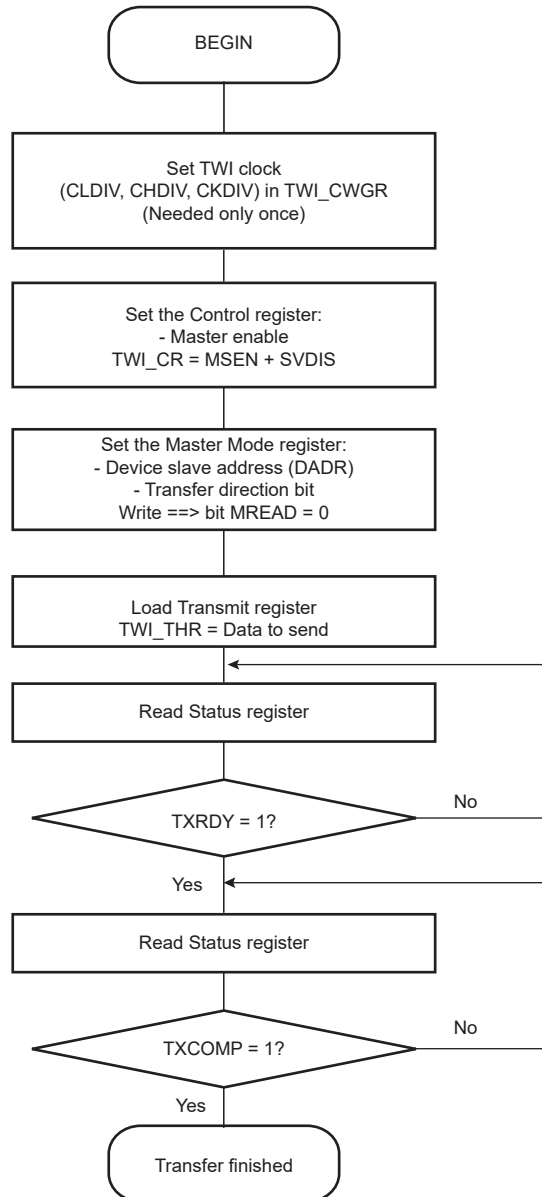 BEGIN
Set TWI clock
(CLDIV, CHDIV, CKDIV) in TWI_CWGR
(Needed only once)
Set the Control register:
- Master enable
TWI_CR = MSEN + SVDIS
Set the Master Mode register:
- Device slave address (DADR)
- Transfer direction bit
Write ==> bit MREAD = 0
Load Transmit register
TWI_THR = Data to send
Read Status register
TXRDY = 1?
No
Yes
Read Status register
TXCOMP = 1?
No
Yes
Transfer finished